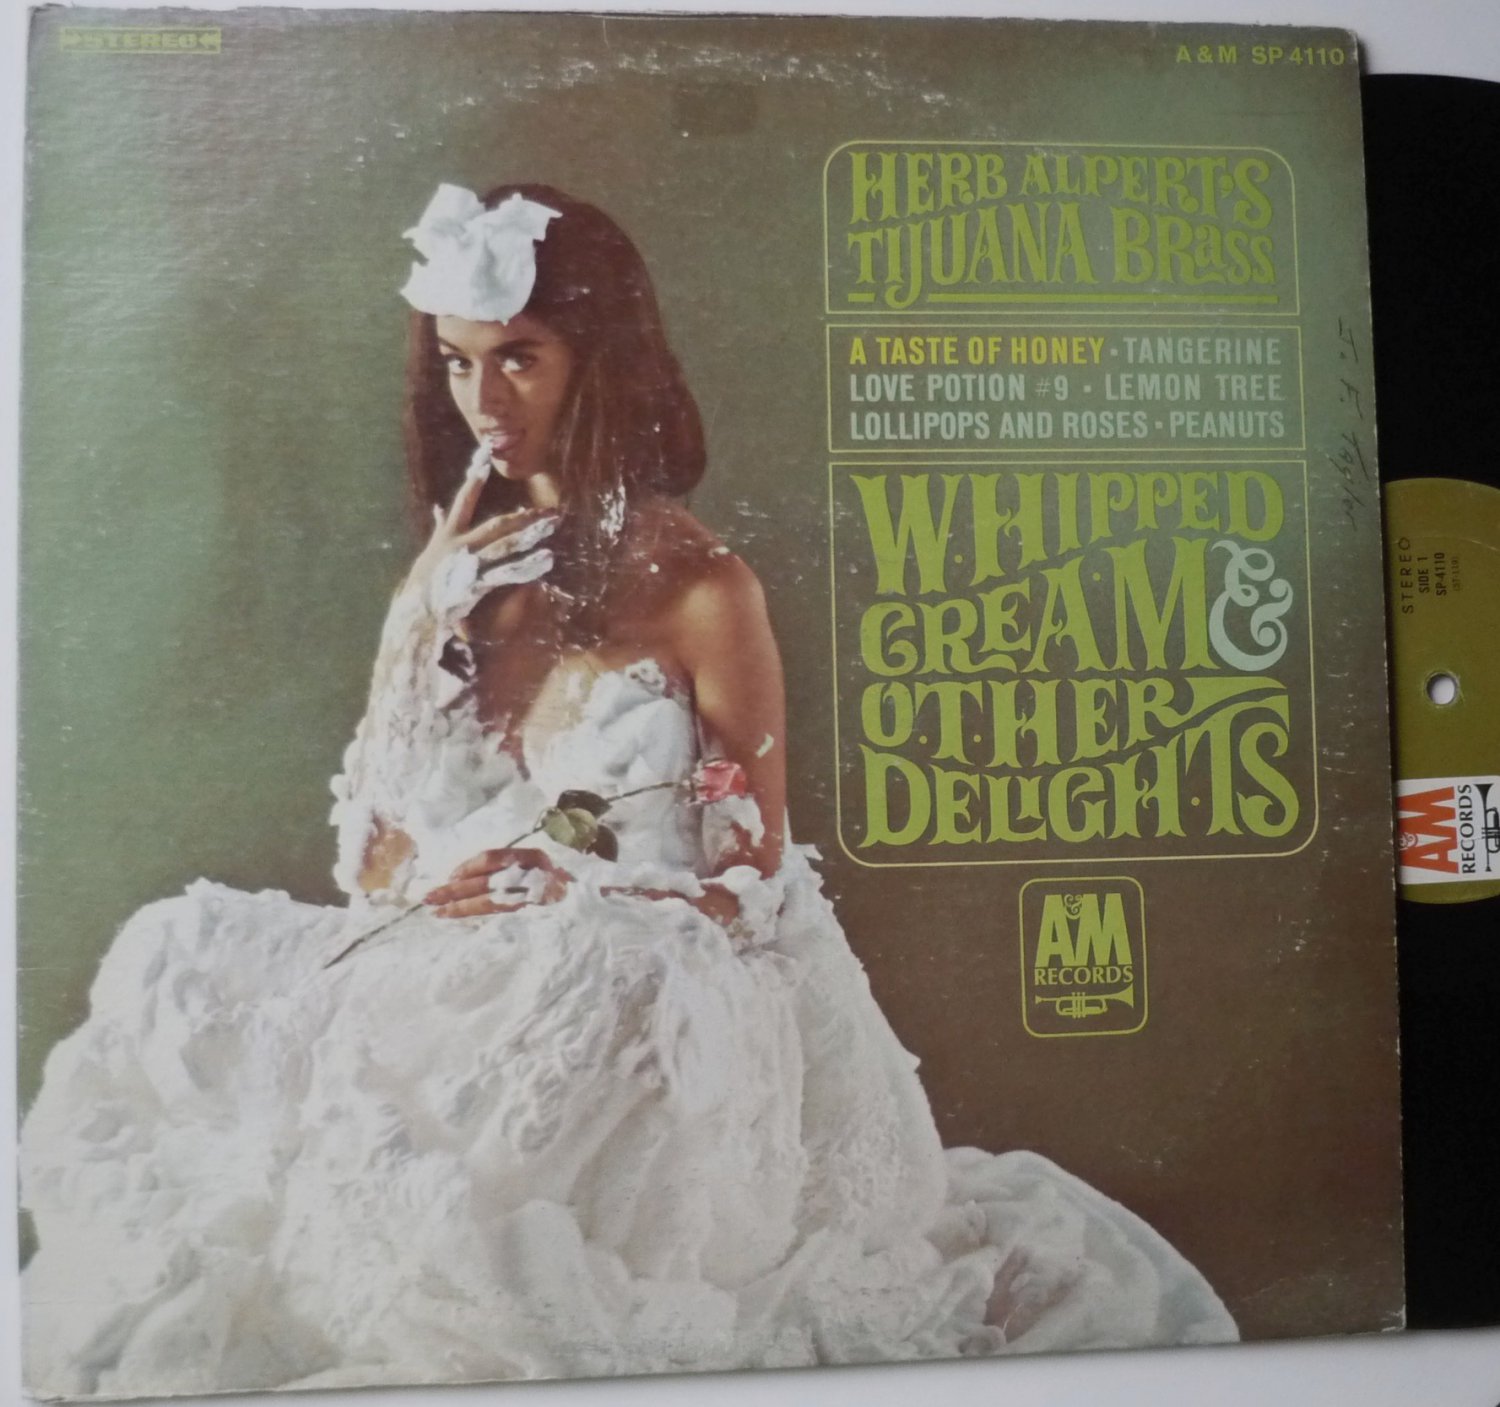 STEREO
A&M SP 4110
HERB ALPERT'S
TIJUANA BRASS
A TASTE OF HONEY · TANGERINE
LOVE POTION #9 · LEMON TREE
LOLLIPOPS AND ROSES · PEANUTS
WHIPPED
CREAM &
OTHER
DELIGHTS
A&M
RECORDS
STEREO
SIDE 1
SP-4110
A&M
RECORDS